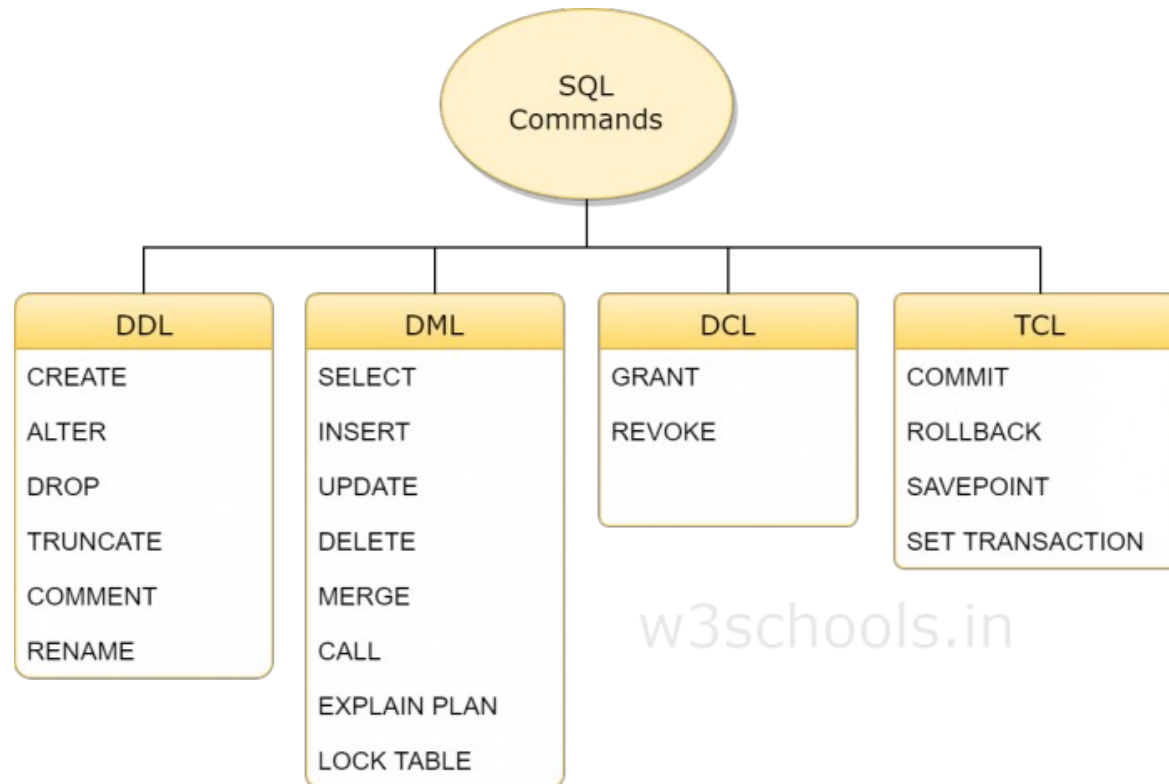 SQL
Commands
DDL
CREATE
ALTER
DROP
TRUNCATE
COMMENT
RENAME
DML
SELECT
INSERT
UPDATE
DELETE
MERGE
CALL
EXPLAIN PLAN
LOCK TABLE
DCL
GRANT
REVOKE
TCL
COMMIT
ROLLBACK
SAVEPOINT
SET TRANSACTION
w3schools.in